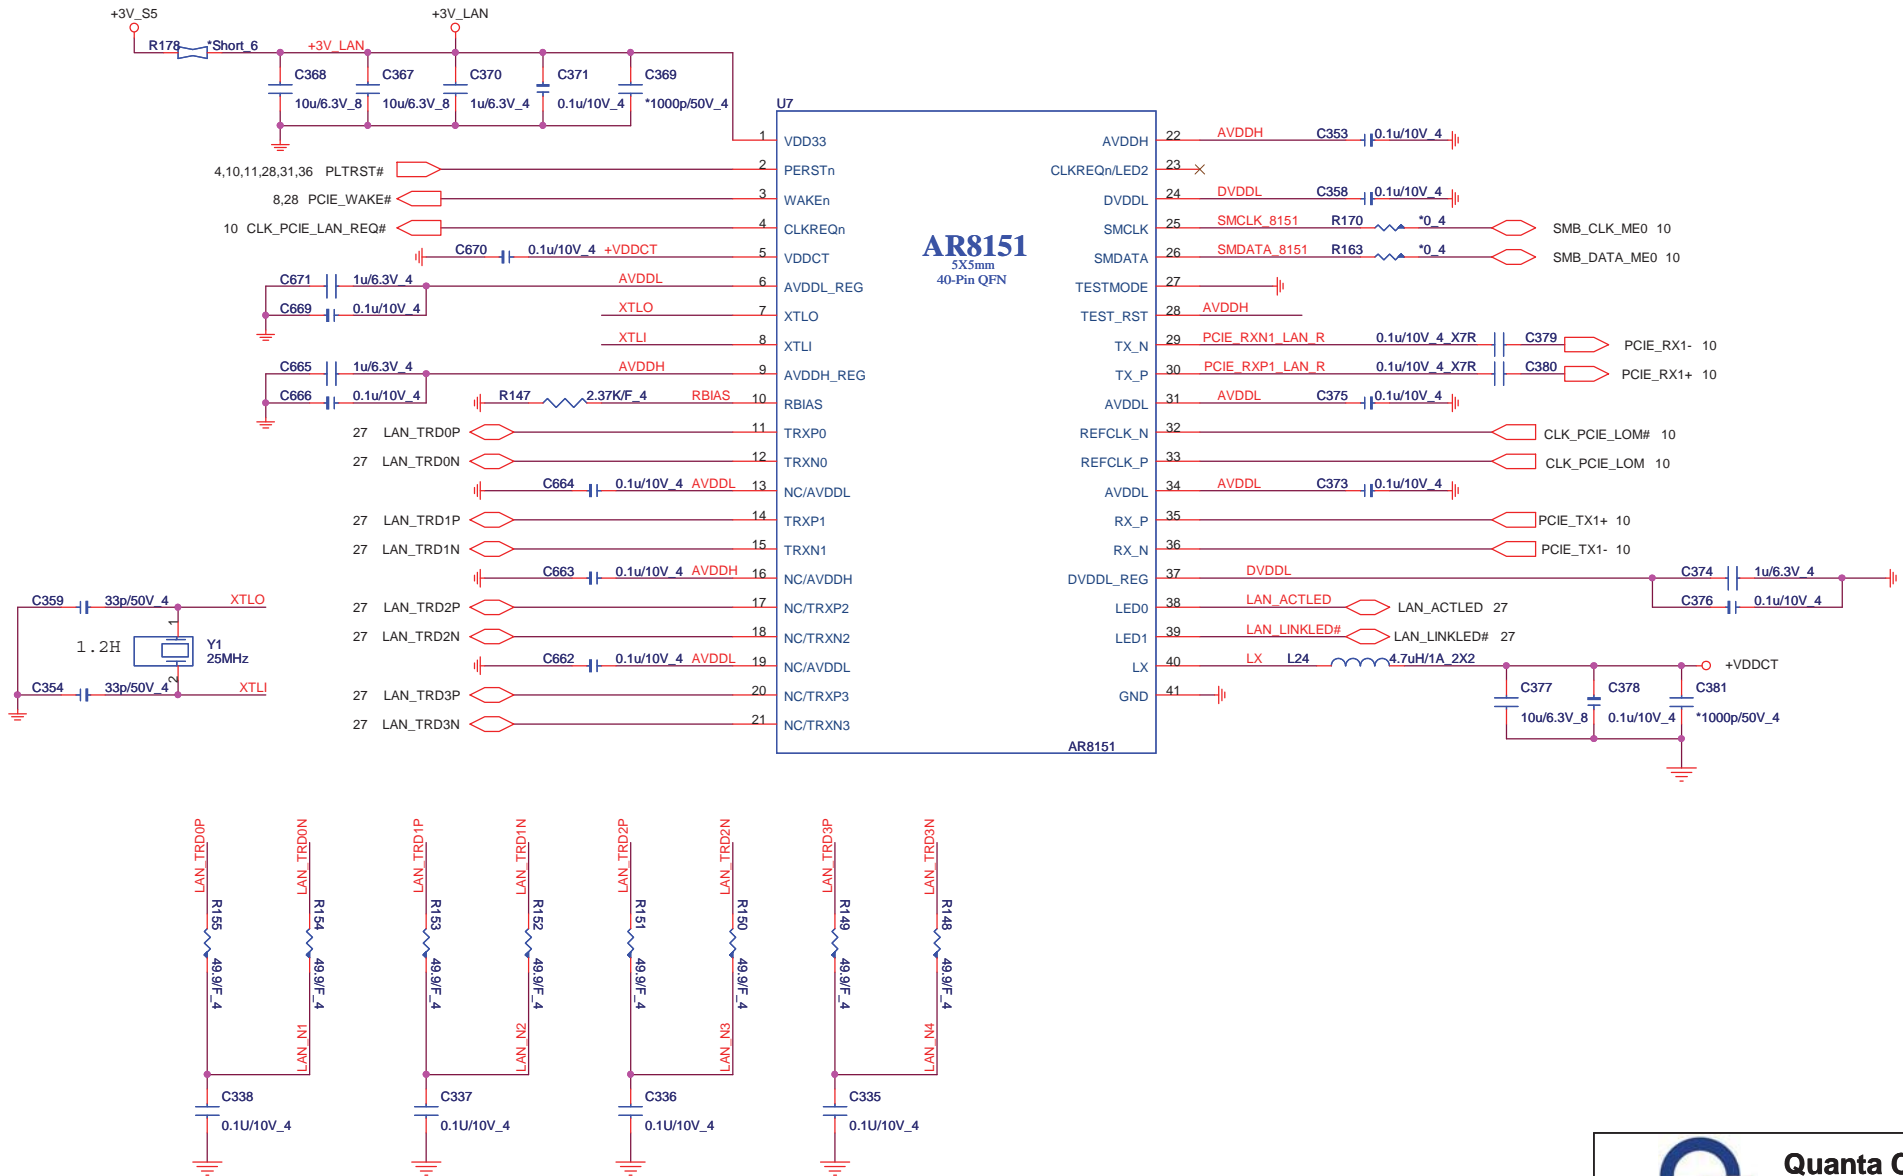 +3V_S5
+3V_LAN
R178 *Short_6 +3V_LAN
C368 C367 C370 C371 C369
10u/6.3V_8 10u/6.3V_8 1u/6.3V_4 0.1u/10V_4 *1000p/50V_4
U7
1 VDD33
4,10,11,28,31,36 PLTRST# 2 PERSTn
8,28 PCIE_WAKE# 3 WAKEn
10 CLK_PCIE_LAN_REQ# 4 CLKREQn
C670 0.1u/10V_4 +VDDCT 5 VDDCT
C671 1u/6.3V_4 AVDDL 6 AVDDL_REG
C669 0.1u/10V_4 XTLO 7 XTLO
XTLI 8 XTLI
C665 1u/6.3V_4 AVDDH 9 AVDDH_REG
C666 0.1u/10V_4 R147 2.37K/F_4 RBIAS 10 RBIAS
27 LAN_TRD0P 11 TRXP0
27 LAN_TRD0N 12 TRXN0
C664 0.1u/10V_4 AVDDL 13 NC/AVDDL
27 LAN_TRD1P 14 TRXP1
27 LAN_TRD1N 15 TRXN1
C663 0.1u/10V_4 AVDDH 16 NC/AVDDH
27 LAN_TRD2P 17 NC/TRXP2
27 LAN_TRD2N 18 NC/TRXN2
C662 0.1u/10V_4 AVDDL 19 NC/AVDDL
27 LAN_TRD3P 20 NC/TRXP3
27 LAN_TRD3N 21 NC/TRXN3
AR8151
5X5mm
40-Pin QFN
AVDDH 22 AVDDH C353 0.1u/10V_4
CLKREQn/LED2 23
DVDDL 24 DVDDL C358 0.1u/10V_4
SMCLK 25 SMCLK_8151 R170 *0_4 SMB_CLK_ME0 10
SMDATA 26 SMDATA_8151 R163 *0_4 SMB_DATA_ME0 10
TESTMODE 27
TEST_RST 28 AVDDH
TX_N 29 PCIE_RXN1_LAN_R 0.1u/10V_4_X7R C379 PCIE_RX1- 10
TX_P 30 PCIE_RXP1_LAN_R 0.1u/10V_4_X7R C380 PCIE_RX1+ 10
AVDDL 31 AVDDL C375 0.1u/10V_4
REFCLK_N 32 CLK_PCIE_LOM# 10
REFCLK_P 33 CLK_PCIE_LOM 10
AVDDL 34 AVDDL C373 0.1u/10V_4
RX_P 35 PCIE_TX1+ 10
RX_N 36 PCIE_TX1- 10
DVDDL_REG 37 DVDDL C374 1u/6.3V_4
C376 0.1u/10V_4
LED0 38 LAN_ACTLED LAN_ACTLED 27
LED1 39 LAN_LINKLED# LAN_LINKLED# 27
LX 40 LX L24 4.7uH/1A_2X2 +VDDCT
GND 41
C377 C378 C381
10u/6.3V_8 0.1u/10V_4 *1000p/50V_4
AR8151
C359 33p/50V_4 XTLO
1
1.2H Y1
25MHz
2
C354 33p/50V_4 XTLI
LAN_TRD0P LAN_TRD0N LAN_TRD1P LAN_TRD1N LAN_TRD2P LAN_TRD2N LAN_TRD3P LAN_TRD3N
R155 R154 R153 R152 R151 R150 R149 R148
49.9/F_4 49.9/F_4 49.9/F_4 49.9/F_4 49.9/F_4 49.9/F_4 49.9/F_4 49.9/F_4
LAN_N1 LAN_N2 LAN_N3 LAN_N4
C338 C337 C336 C335
0.1U/10V_4 0.1U/10V_4 0.1U/10V_4 0.1U/10V_4
Quanta